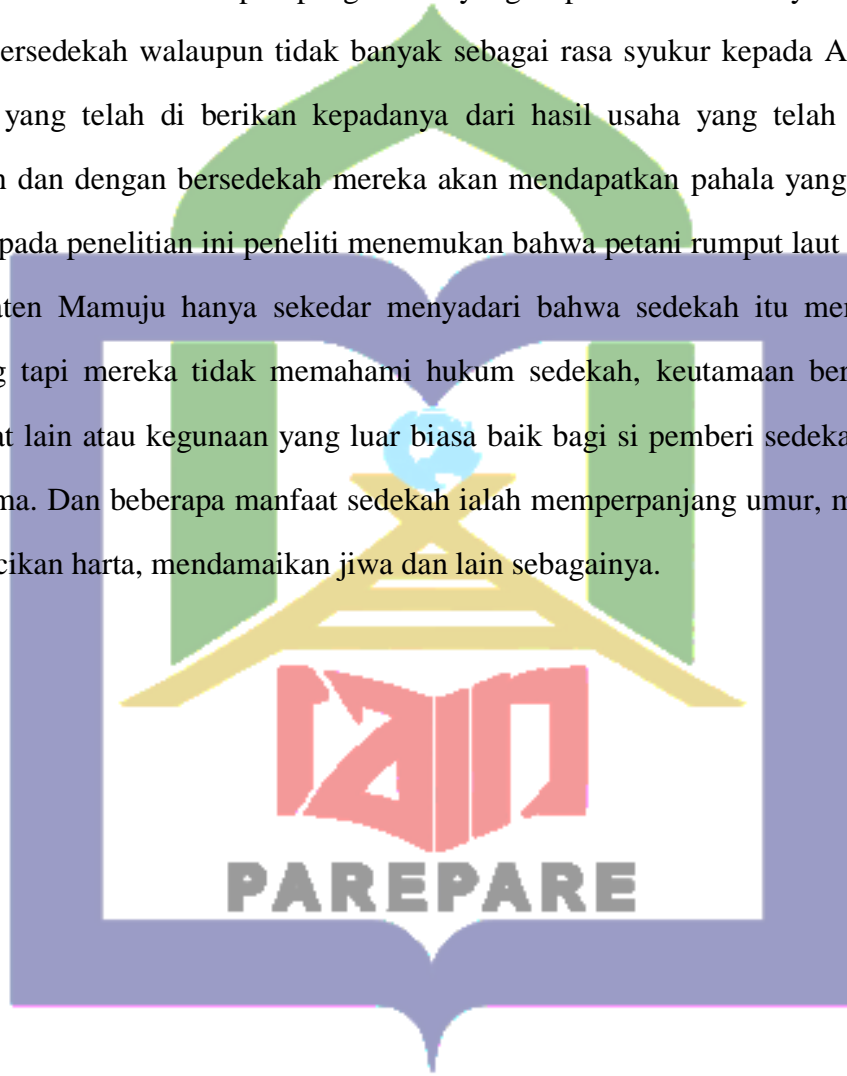 yang
ersedekah walaupun tidak banyak sebagai rasa syukur kepada A
yang telah di berikan kepadanya dari hasil usaha yang telah
n dan dengan bersedekah mereka akan mendapatkan pahala yang
pada penelitian ini peneliti menemukan bahwa petani rumput laut
ten Mamuju hanya sekedar menyadari bahwa sedekah itu mer
g tapi mereka tidak memahami hukum sedekah, keutamaan ber
at lain atau kegunaan yang luar biasa baik bagi si pemberi sedeka
ma. Dan beberapa manfaat sedekah ialah memperpanjang umur, m
cikan harta, mendamaikan jiwa dan lain sebagainya.
iain
PAREPARE